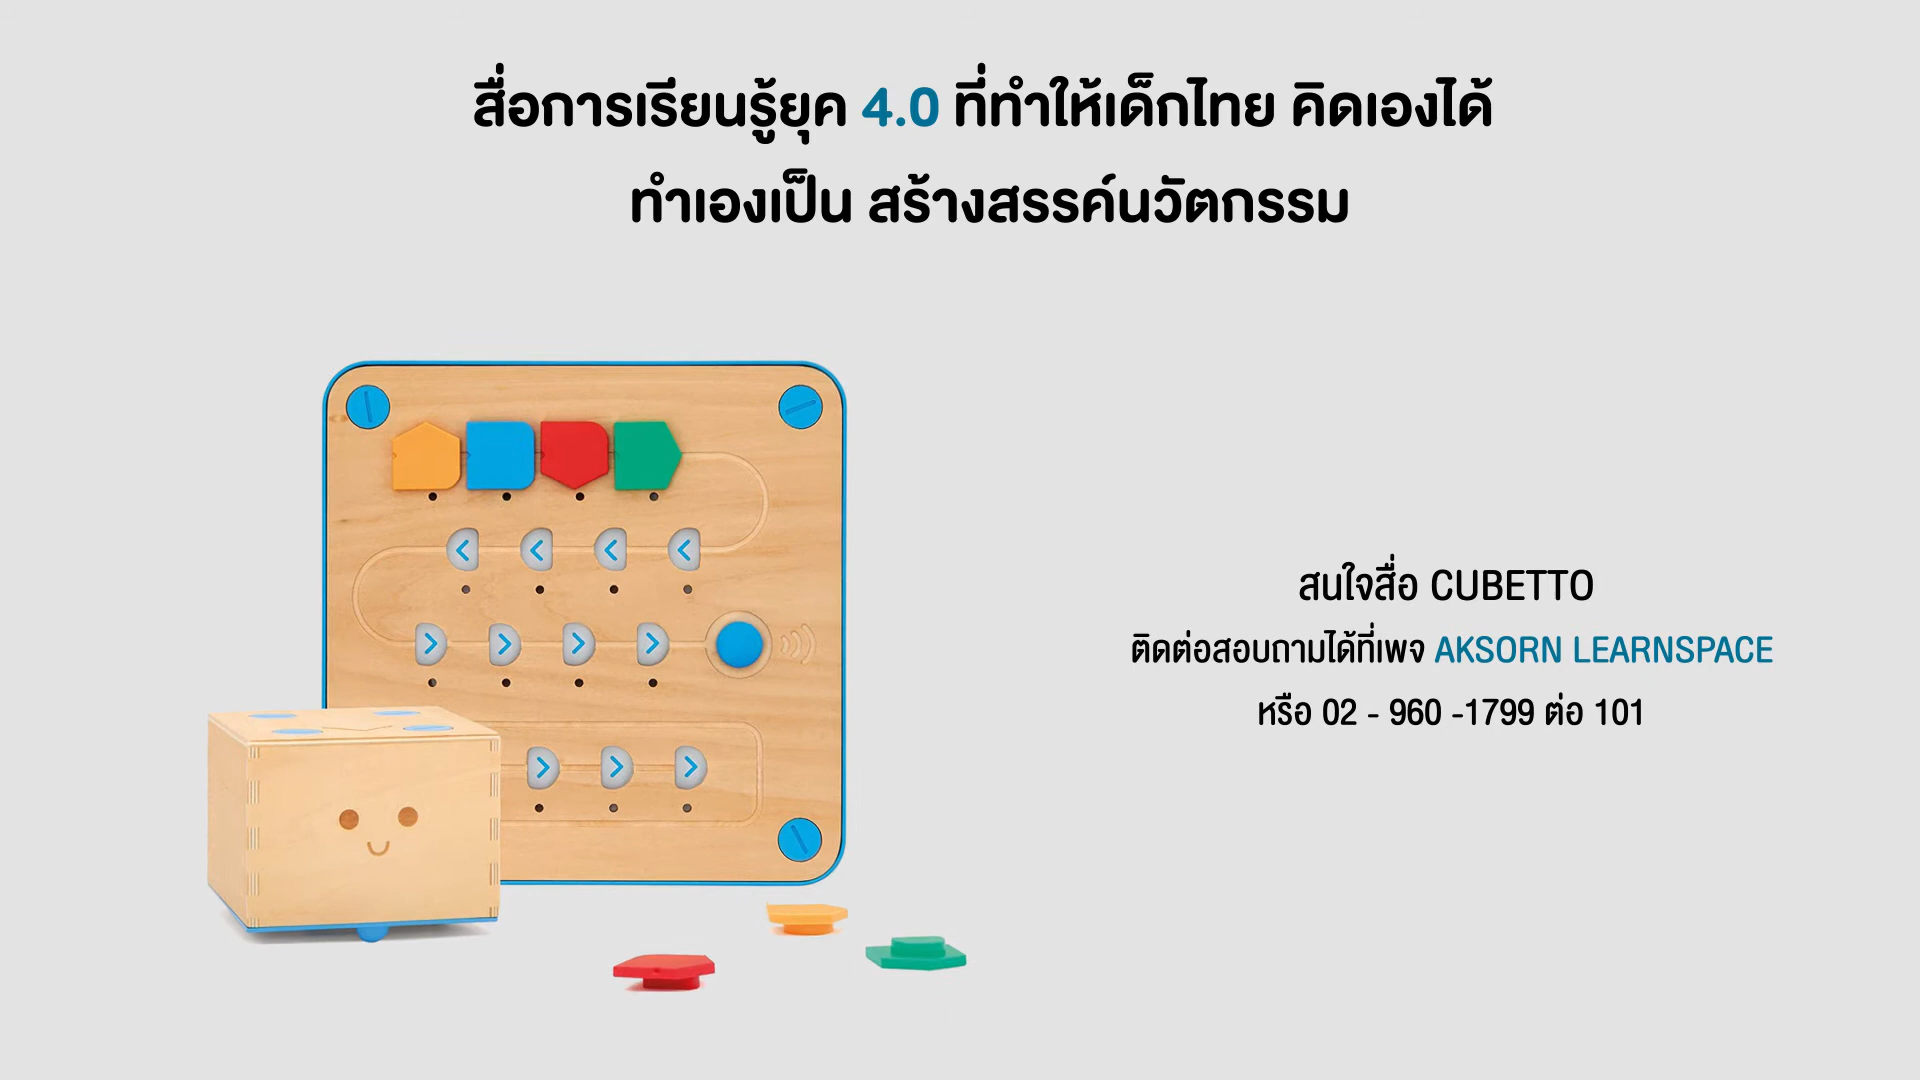 สื่อการเรียนรู้ยุค 4.0 ที่ทำให้เด็กไทย คิดเองได้
ทำเองเป็น สร้างสรรค์นวัตกรรม
สนใจสื่อ CUBETTO
ติดต่อสอบถามได้ที่เพจ AKSORN LEARNSPACE
หรือ 02 - 960 -1799 ต่อ 101